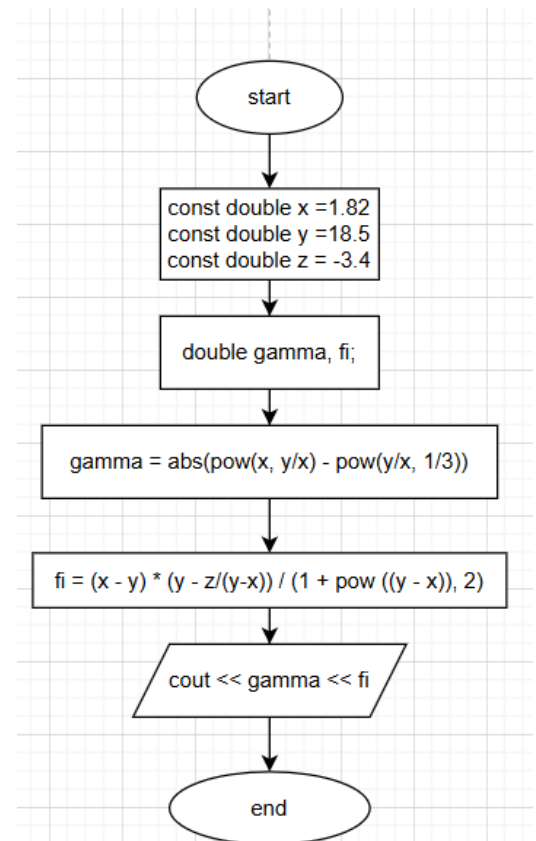 start
const double x =1.82
const double y =18.5
const double z = -3.4
double gamma, fi;
gamma = abs(pow(x, y/x) - pow(y/x, 1/3))
fi = (x - y) * (y - z/(y-x)) / (1 + pow ((y - x)), 2)
cout << gamma << fi
end